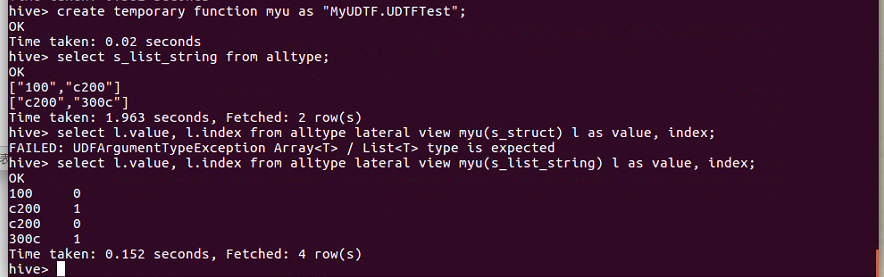 hive> create temporary function myu as "MyUDTF.UDTFTest";
OK
Time taken: 0.02 seconds
hive> select s_list_string from alltype;
OK
["100","c200"]
["c200","300c"]
Time taken: 1.963 seconds, Fetched: 2 row(s)
hive> select l.value, l.index from alltype lateral view myu(s_struct) l as value, index;
FAILED: UDFArgumentTypeException Array<T> / List<T> type is expected
hive> select l.value, l.index from alltype lateral view myu(s_list_string) l as value, index;
OK
100 0
c200 1
c200 0
300c 1
Time taken: 0.152 seconds, Fetched: 4 row(s)
hive>